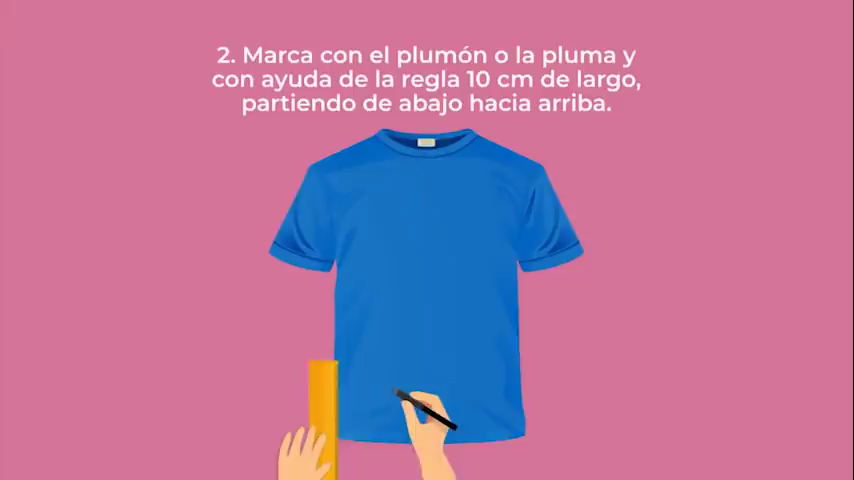 2. Marca con el plumón o la pluma y
con ayuda de la regla 10 cm de largo,
partiendo de abajo hacia arriba.